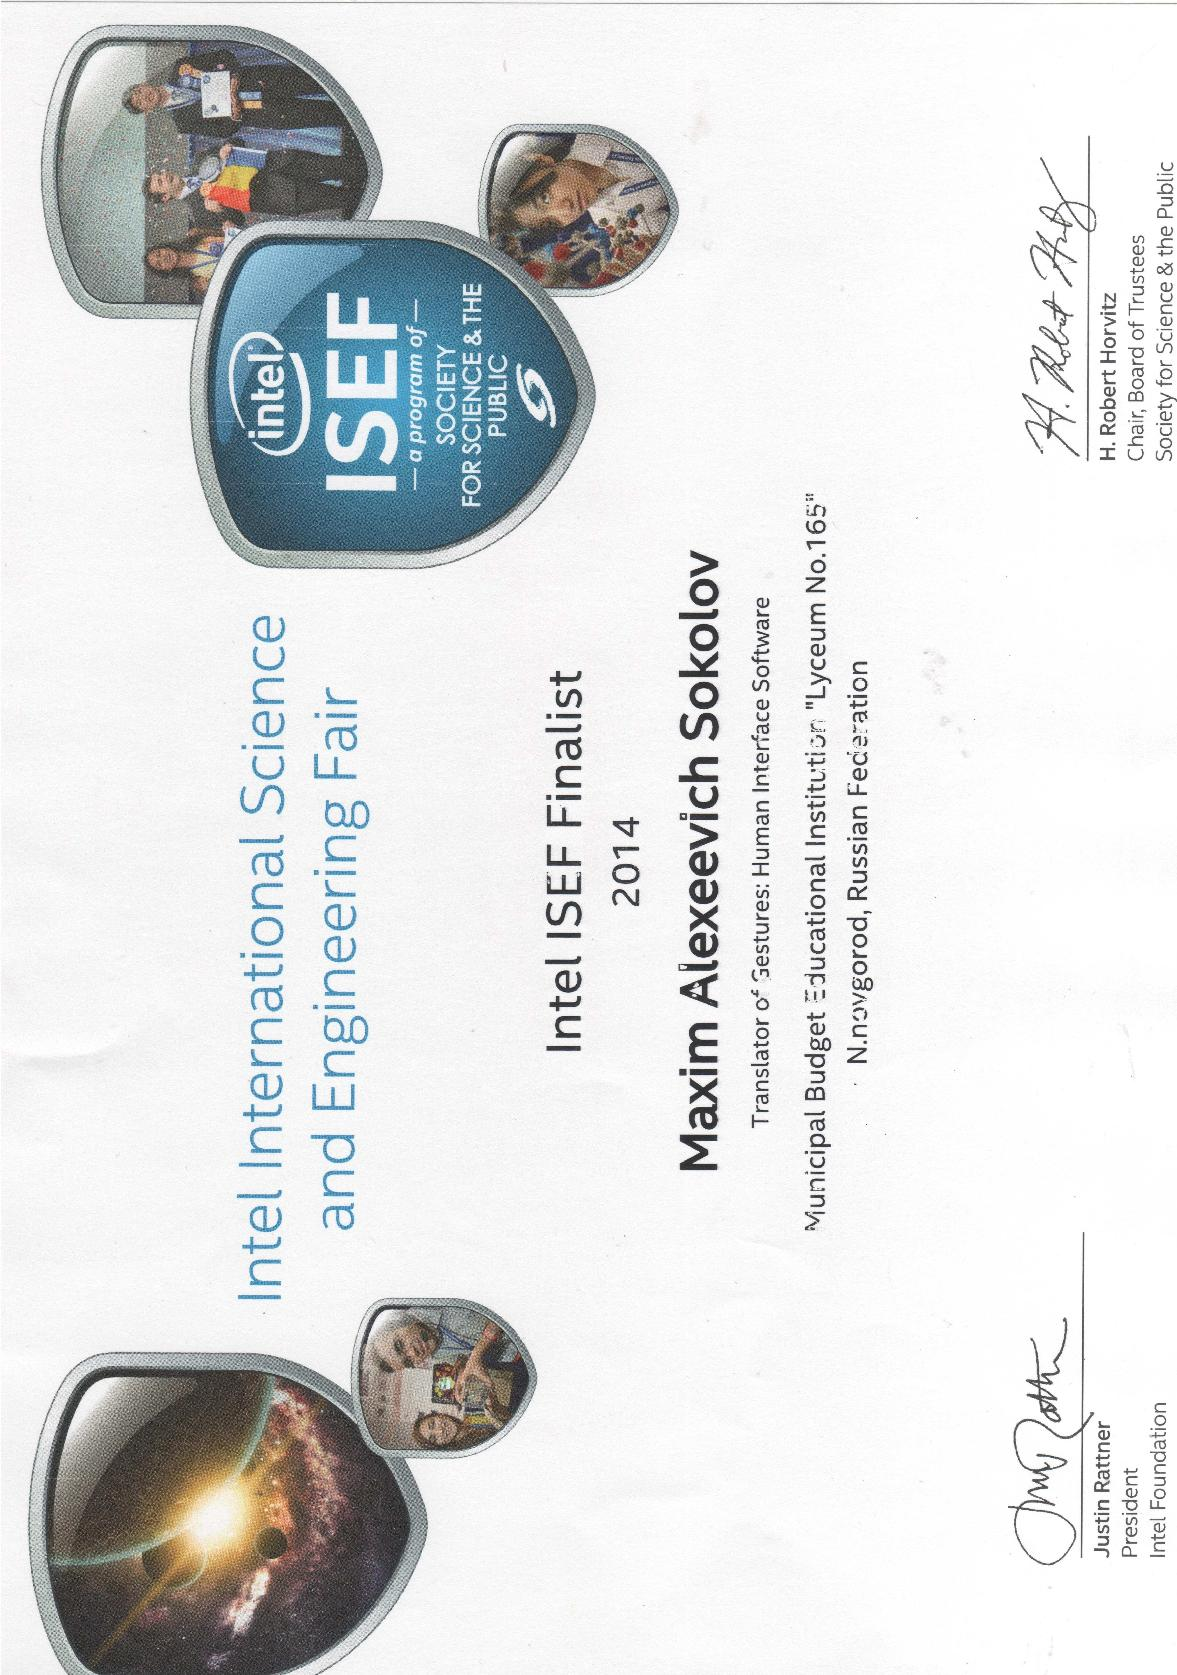 Intel International Science
and Engineering Fair
intel
ISEF
— a program of —
SOCIETY
FOR SCIENCE & THE
PUBLIC
Intel ISEF Finalist
2014
Maxim Alexeevich Sokolov
Translator of Gestures: Human Interface Software
Municipal Budget Educational Institution "Lyceum No.165"
N.novgorod, Russian Federation
Justin Rattner
President
Intel Foundation
H. Robert Horvitz
H. Robert Horvitz
Chair, Board of Trustees
Society for Science & the Public